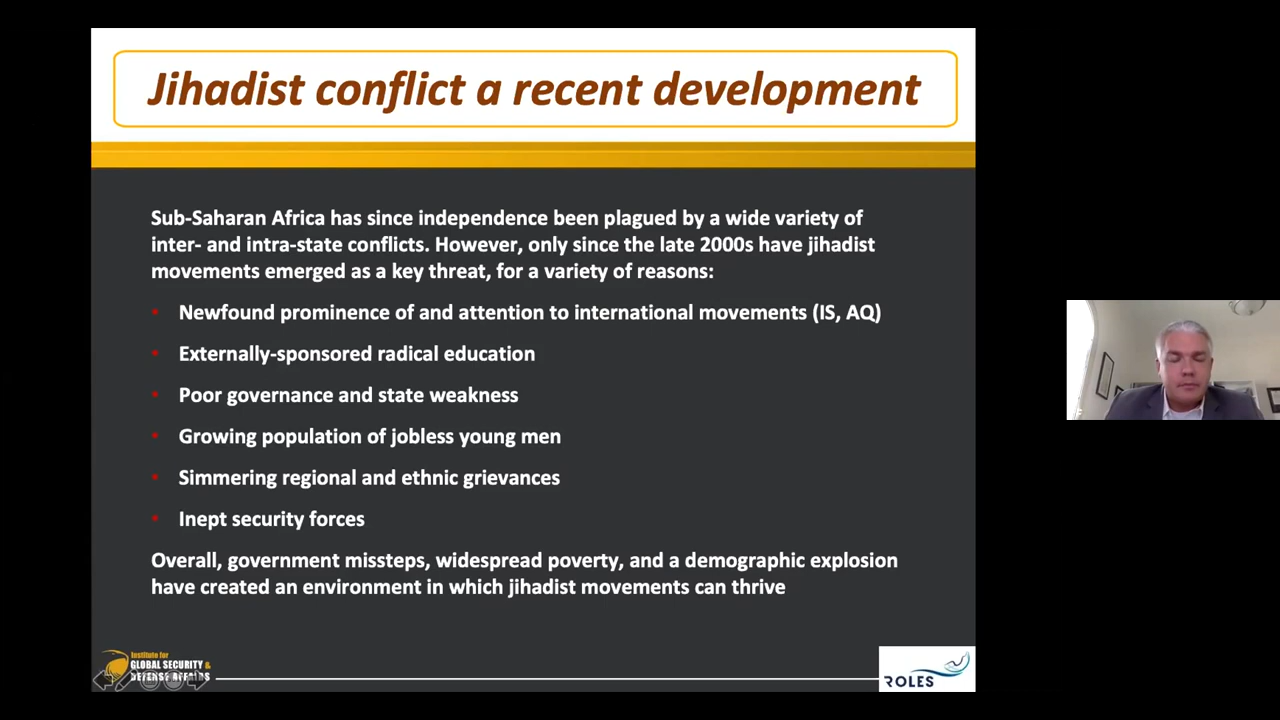 Jihadist conflict a recent development
Sub-Saharan Africa has since independence been plagued by a wide variety of
inter- and intra-state conflicts. However, only since the late 2000s have jihadist
movements emerged as a key threat, for a variety of reasons:
• Newfound prominence of and attention to international movements (IS, AQ)
• Externally-sponsored radical education
• Poor governance and state weakness
• Growing population of jobless young men
• Simmering regional and ethnic grievances
• Inept security forces
Overall, government missteps, widespread poverty, and a demographic explosion
have created an environment in which jihadist movements can thrive
Institute for
GLOBAL SECURITY &
DEFENSE AFFAIRS
ROLES